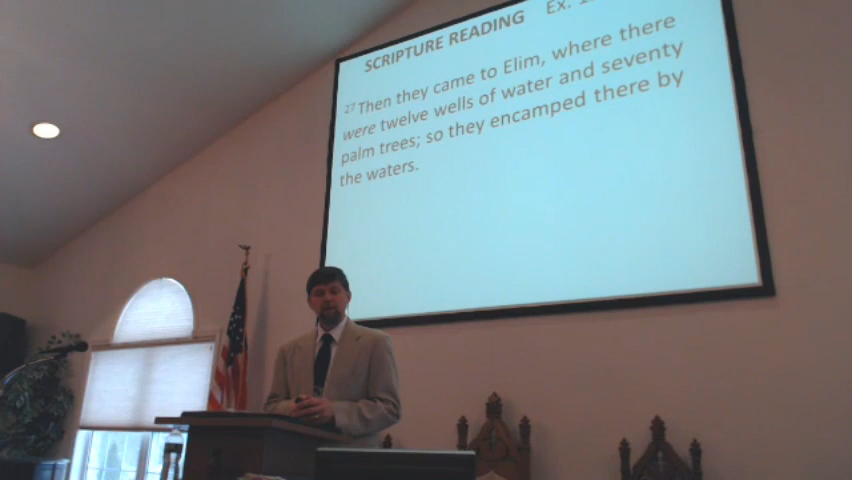 SCRIPTURE READING Ex.
27 Then they came to Elim, where there
were twelve wells of water and seventy
palm trees; so they encamped there by
the waters.